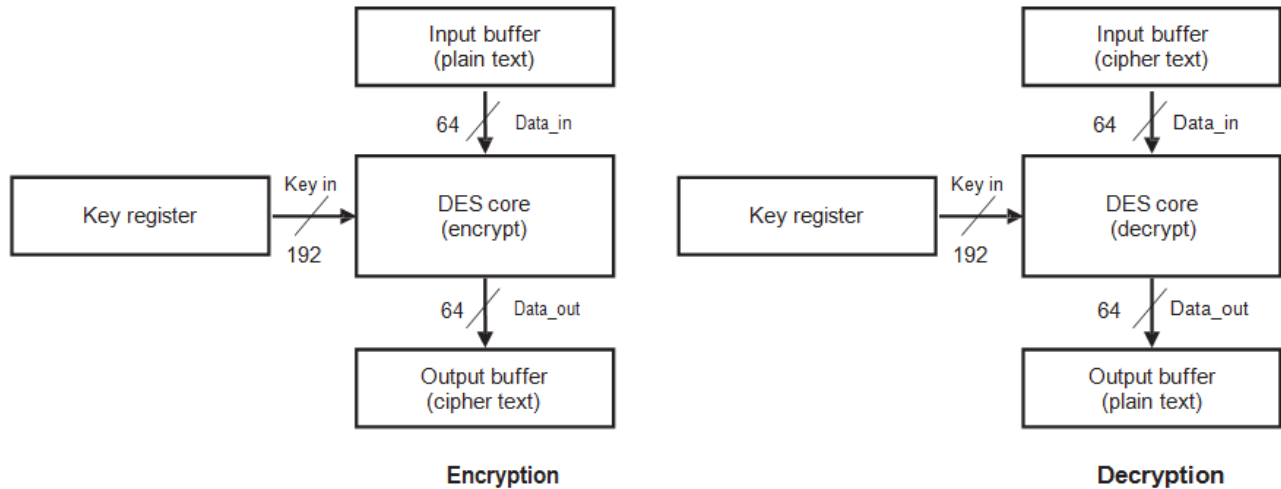 Input buffer
(plain text)
64 Data_in
Key register
Key in
192
DES core
(encrypt)
64 Data_out
Output buffer
(cipher text)
Encryption
Input buffer
(cipher text)
64 Data_in
Key register
Key in
192
DES core
(decrypt)
64 Data_out
Output buffer
(plain text)
Decryption